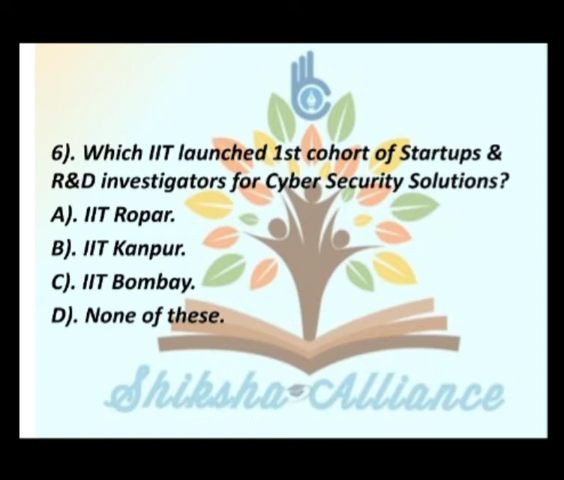 6). Which IIT launched 1st cohort of Startups &
R&D investigators for Cyber Security Solutions?
A). IIT Ropar.
B). IIT Kanpur.
C). IIT Bombay.
D). None of these.
Shiksha Alliance